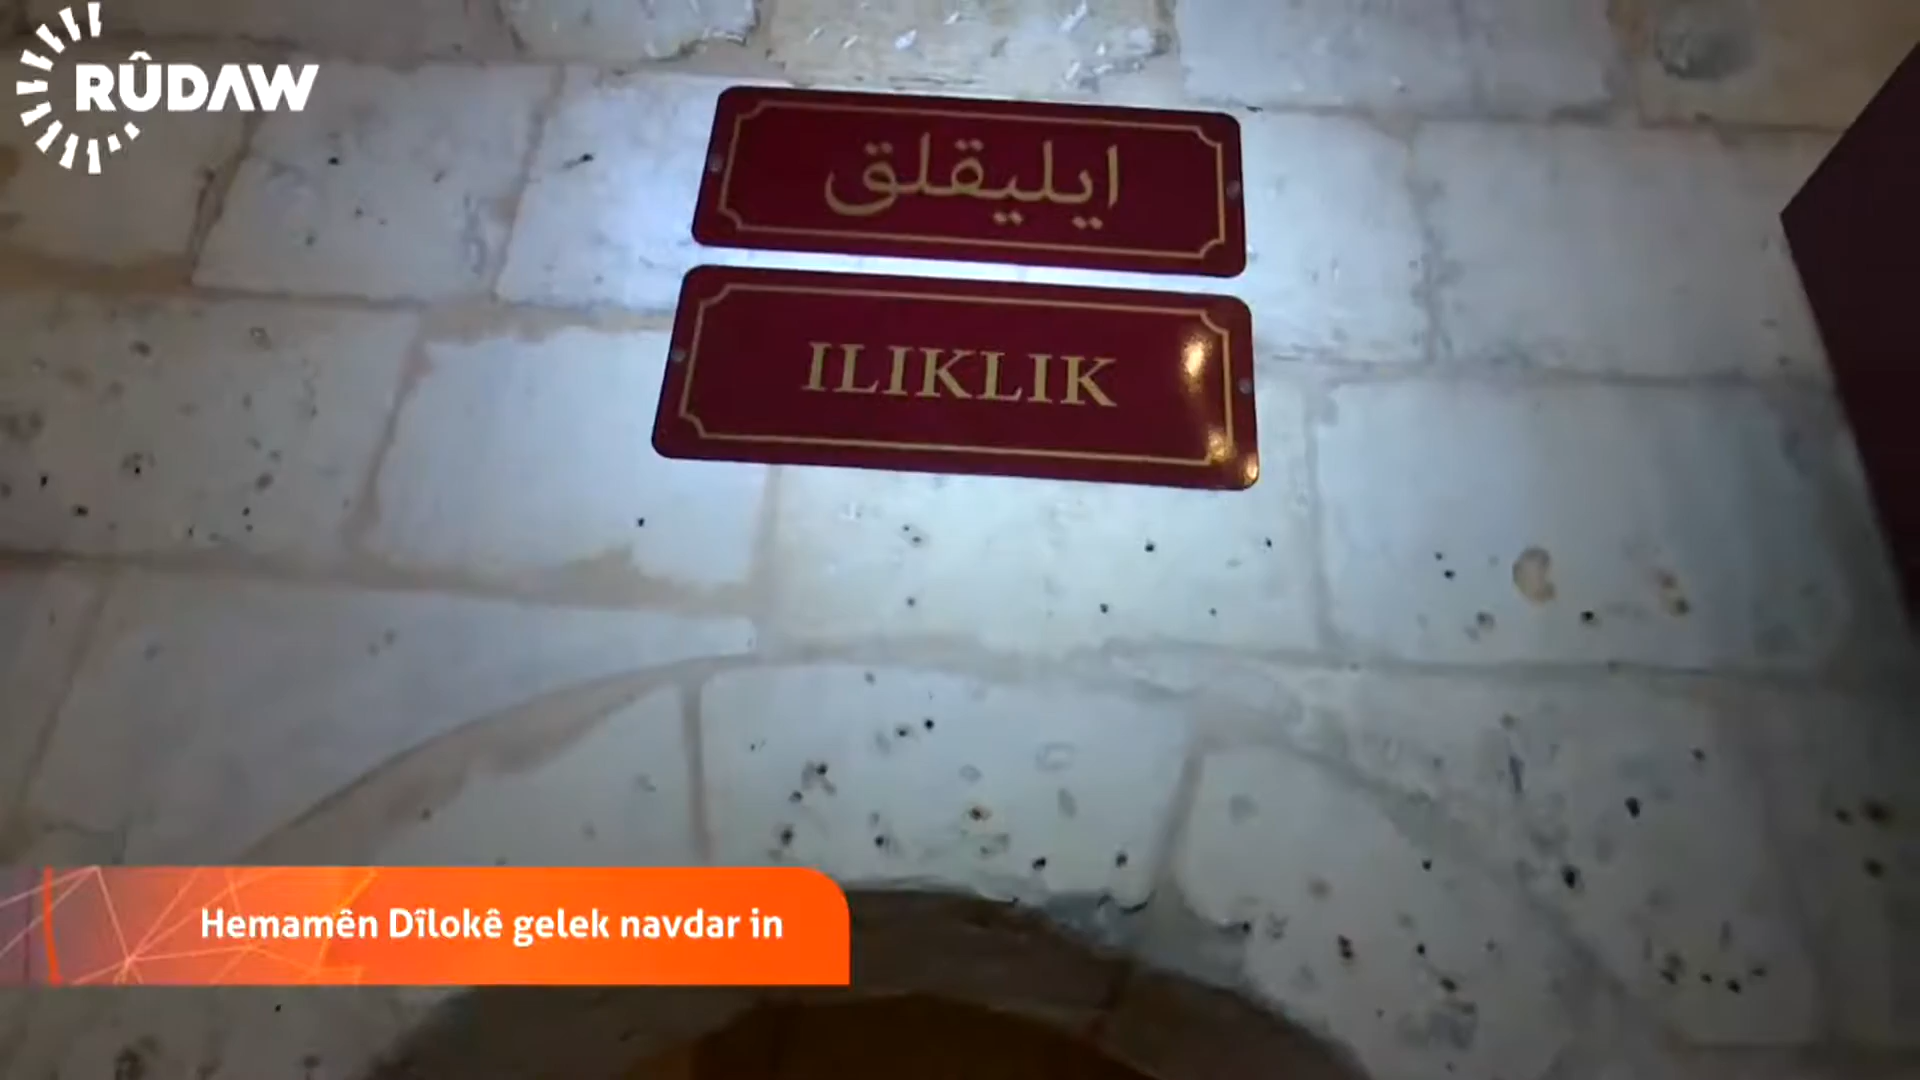 RÛDAW
ايليقلق
ILIKLIK
Hemamên Dîlokê gelek navdar in